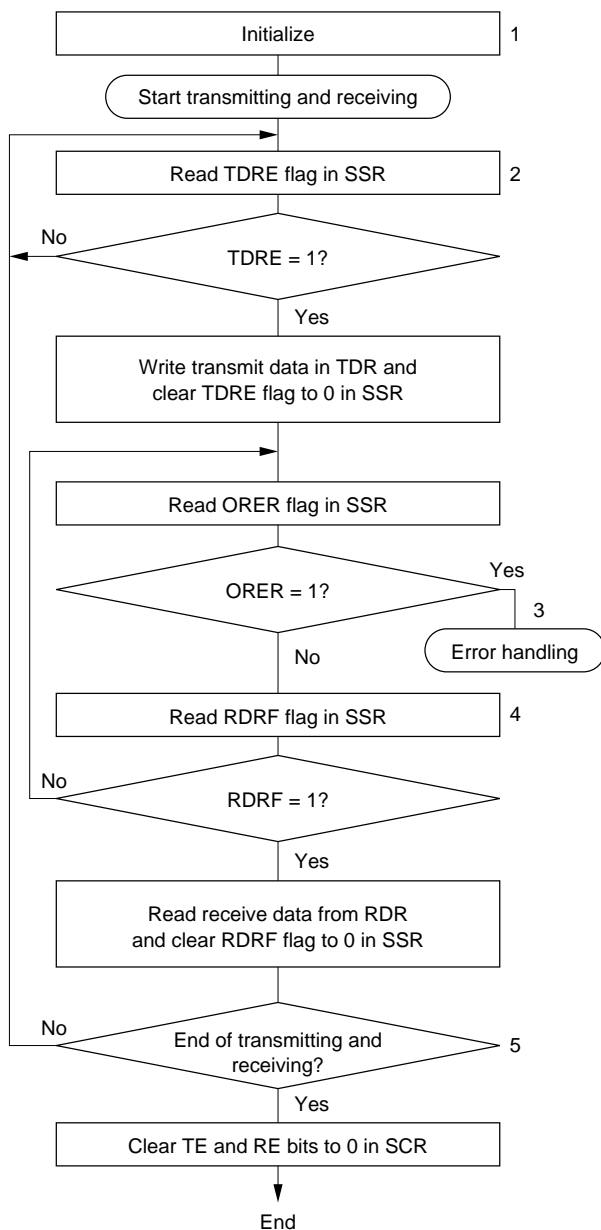 Initialize
1
Start transmitting and receiving
Read TDRE flag in SSR
2
No
TDRE = 1?
Yes
Write transmit data in TDR and
clear TDRE flag to 0 in SSR
Read ORER flag in SSR
Yes
ORER = 1?
3
Error handling
No
Read RDRF flag in SSR
4
No
RDRF = 1?
Yes
Read receive data from RDR
and clear RDRF flag to 0 in SSR
No
End of transmitting and
receiving?
5
Yes
Clear TE and RE bits to 0 in SCR
End